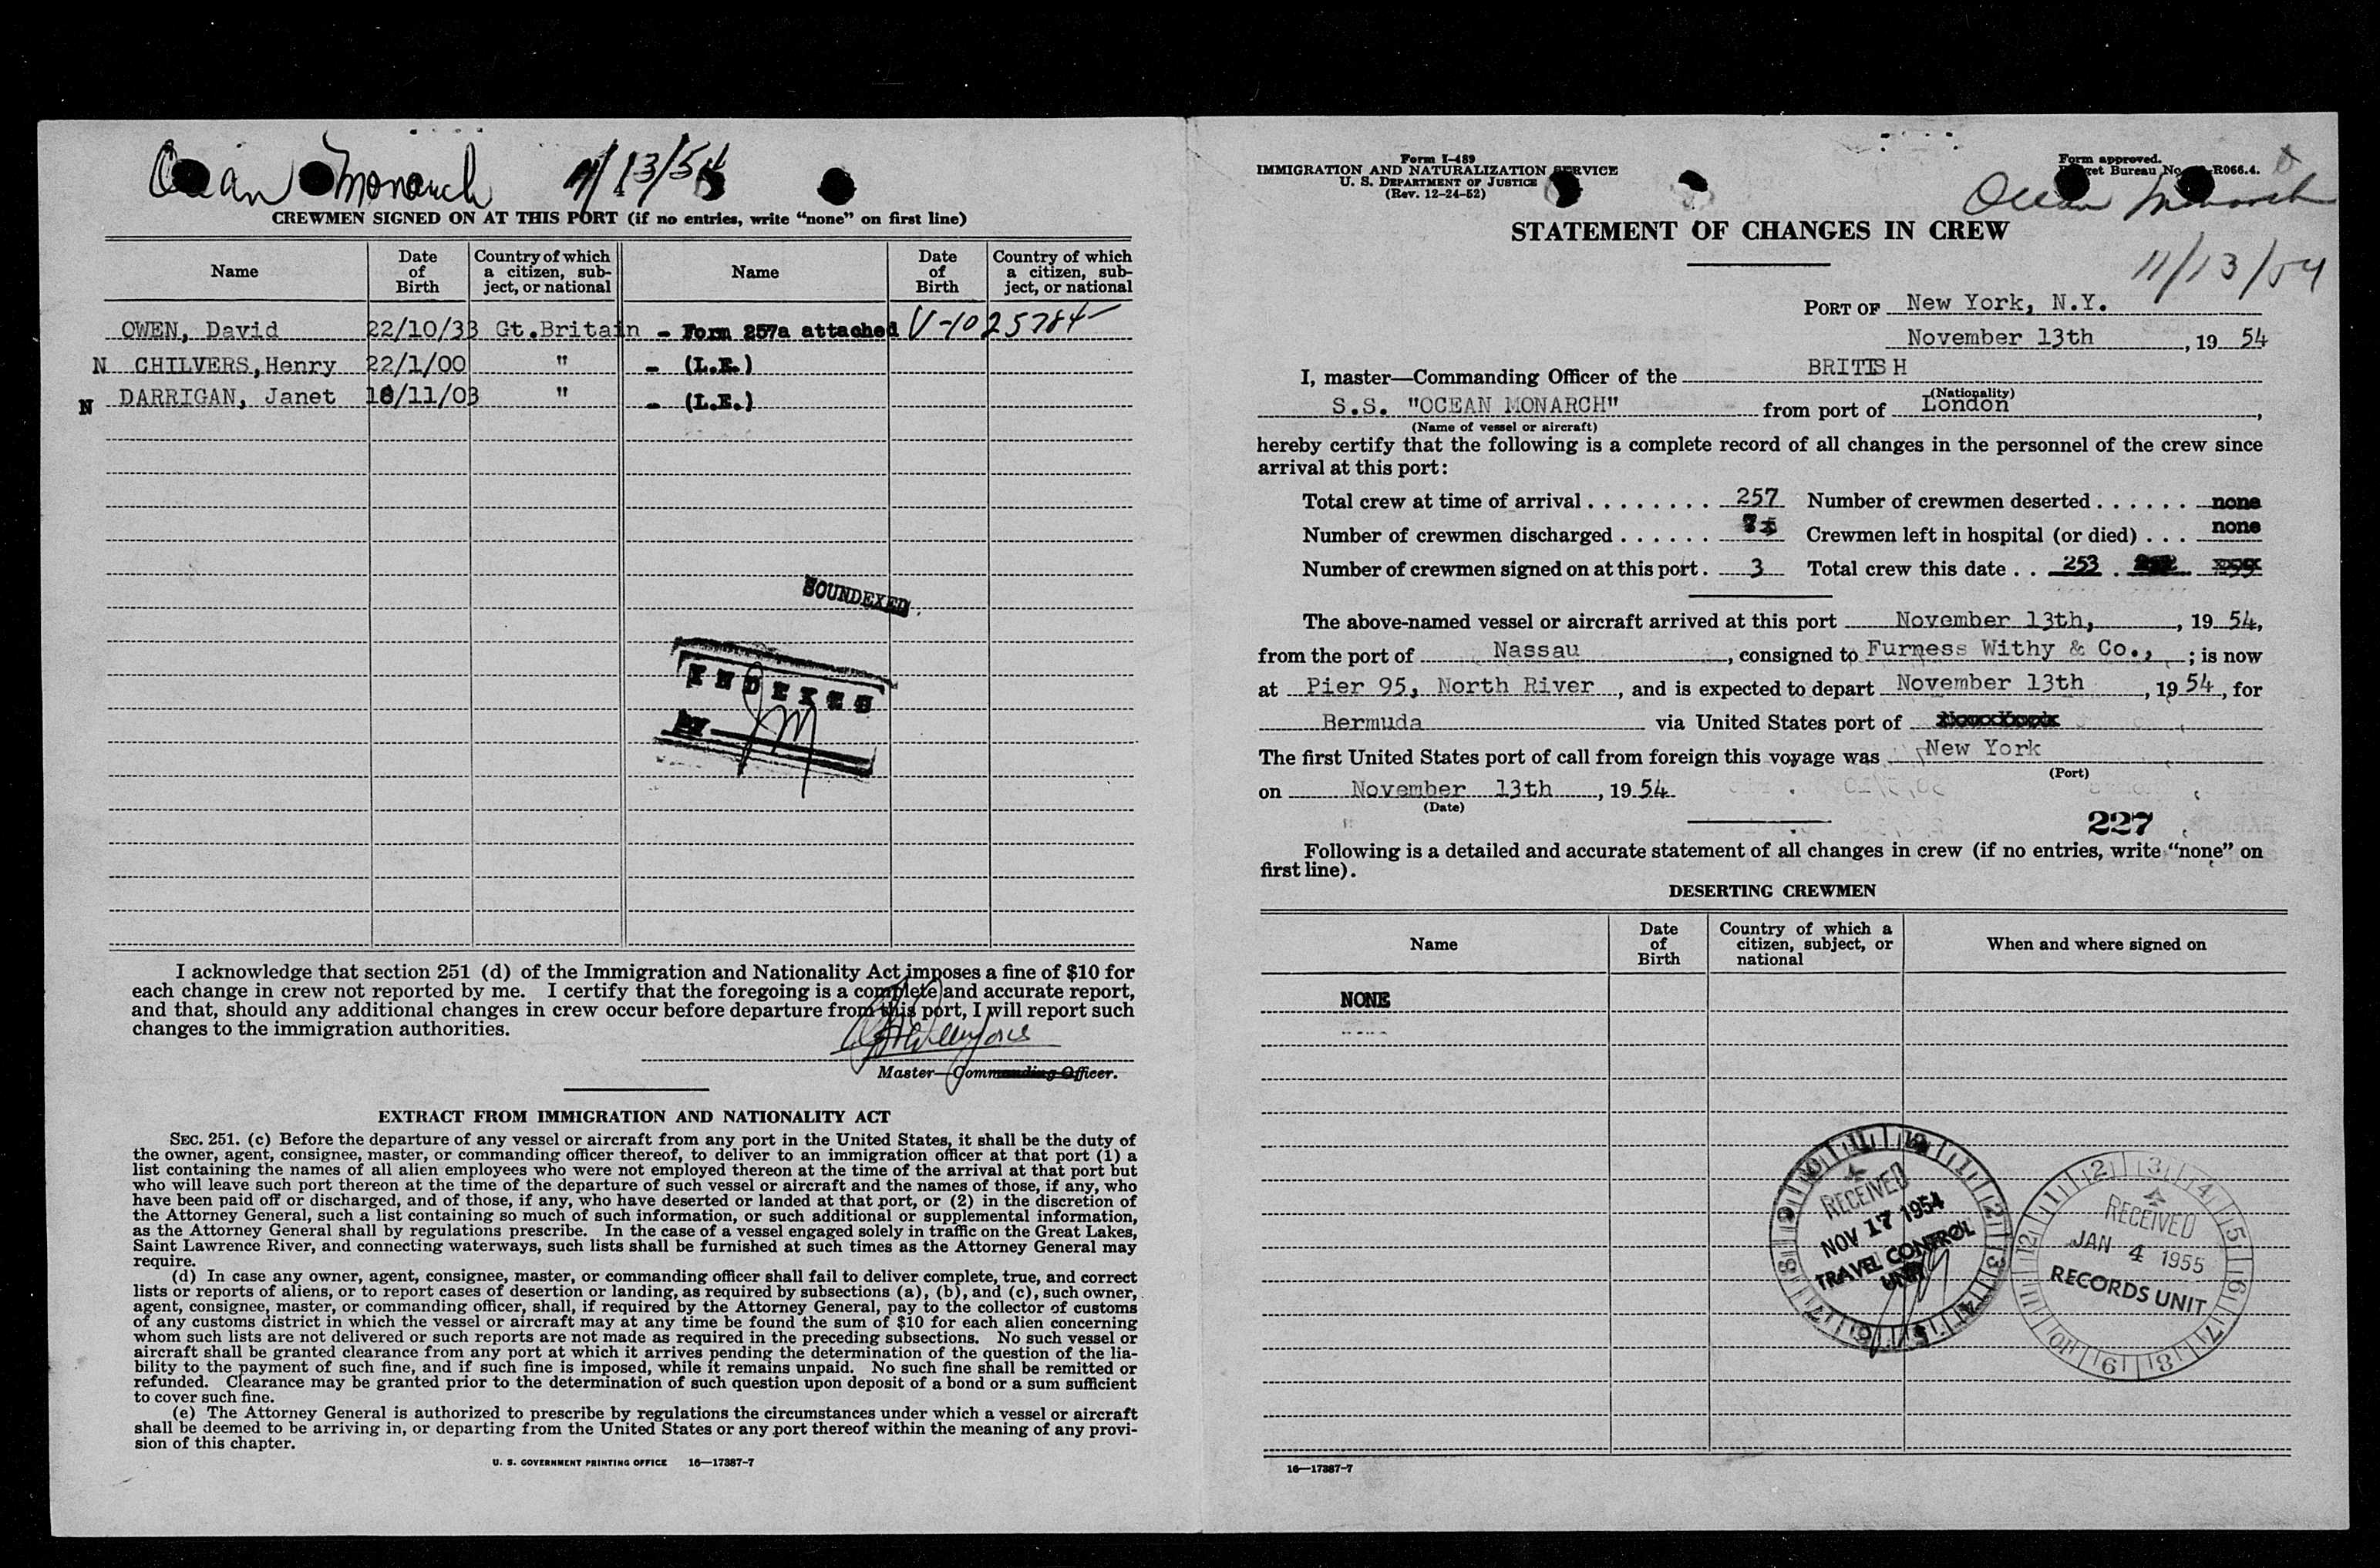 Ocean Monarch 11/13/54
CREWMEN SIGNED ON AT THIS PORT (if no entries, write "none" on first line)
Name Date of Birth Country of which a citizen, sub-ject, or national Name Date of Birth Country of which a citizen, sub-ject, or national
OWEN, David 22/10/33 Gt.Britain - Form 257a attached V-1025784
N CHILVERS,Henry 22/1/00 " - (L.E.)
N DARRIGAN, Janet 18/11/03 " - (L.E.)
SOUNDEXED.
INDEXED
BY JM
I acknowledge that section 251 (d) of the Immigration and Nationality Act imposes a fine of $10 for
each change in crew not reported by me. I certify that the foregoing is a complete and accurate report,
and that, should any additional changes in crew occur before departure from this port, I will report such
changes to the immigration authorities.
Master—Commanding Officer.
EXTRACT FROM IMMIGRATION AND NATIONALITY ACT
SEC. 251. (c) Before the departure of any vessel or aircraft from any port in the United States, it shall be the duty of
the owner, agent, consignee, master, or commanding officer thereof, to deliver to an immigration officer at that port (1) a
list containing the names of all alien employees who were not employed thereon at the time of the arrival at that port but
who will leave such port thereon at the time of the departure of such vessel or aircraft and the names of those, if any, who
have been paid off or discharged, and of those, if any, who have deserted or landed at that port, or (2) in the discretion of
the Attorney General, such a list containing so much of such information, or such additional or supplemental information,
as the Attorney General shall by regulations prescribe. In the case of a vessel engaged solely in traffic on the Great Lakes,
Saint Lawrence River, and connecting waterways, such lists shall be furnished at such times as the Attorney General may
require.
(d) In case any owner, agent, consignee, master, or commanding officer shall fail to deliver complete, true, and correct
lists or reports of aliens, or to report cases of desertion or landing, as required by subsections (a), (b), and (c), such owner,
agent, consignee, master, or commanding officer, shall, if required by the Attorney General, pay to the collector of customs
of any customs district in which the vessel or aircraft may at any time be found the sum of $10 for each alien concerning
whom such lists are not delivered or such reports are not made as required in the preceding subsections. No such vessel or
aircraft shall be granted clearance from any port at which it arrives pending the determination of the question of the lia-
bility to the payment of such fine, and if such fine is imposed, while it remains unpaid. No such fine shall be remitted or
refunded. Clearance may be granted prior to the determination of such question upon deposit of a bond or a sum sufficient
to cover such fine.
(e) The Attorney General is authorized to prescribe by regulations the circumstances under which a vessel or aircraft
shall be deemed to be arriving in, or departing from the United States or any port thereof within the meaning of any provi-
sion of this chapter.
U. S. GOVERNMENT PRINTING OFFICE 16—17387-7
Form I-489
IMMIGRATION AND NATURALIZATION SERVICE
U. S. DEPARTMENT OF JUSTICE
(Rev. 12-24-52)
Form approved.
Budget Bureau No. R066.4.
Ocean Monarch
11/13/54
STATEMENT OF CHANGES IN CREW
PORT OF New York, N.Y.
November 13th, 19 54
I, master—Commanding Officer of the BRITISH
(Nationality)
S.S. "OCEAN MONARCH" from port of London,
(Name of vessel or aircraft)
hereby certify that the following is a complete record of all changes in the personnel of the crew since
arrival at this port:
Total crew at time of arrival . . . . . . . . 257 Number of crewmen deserted . . . . . . none
Number of crewmen discharged . . . . . . 7 Crewmen left in hospital (or died) . . . none
Number of crewmen signed on at this port . 3 Total crew this date . . 253
The above-named vessel or aircraft arrived at this port November 13th, , 19 54,
from the port of Nassau, consigned to Furness Withy & Co., ; is now
at Pier 95, North River, and is expected to depart November 13th, 19 54, for
Bermuda via United States port of
The first United States port of call from foreign this voyage was New York
(Port)
on November 13th, 19 54
(Date)
227
Following is a detailed and accurate statement of all changes in crew (if no entries, write "none" on
first line).
DESERTING CREWMEN
Name Date of Birth Country of which a citizen, subject, or national When and where signed on
NONE
RECEIVED
NOV 17 1954
TRAVEL CONTROL
UNIT
RECEIVED
JAN 4 1955
RECORDS UNIT
16—17387-7